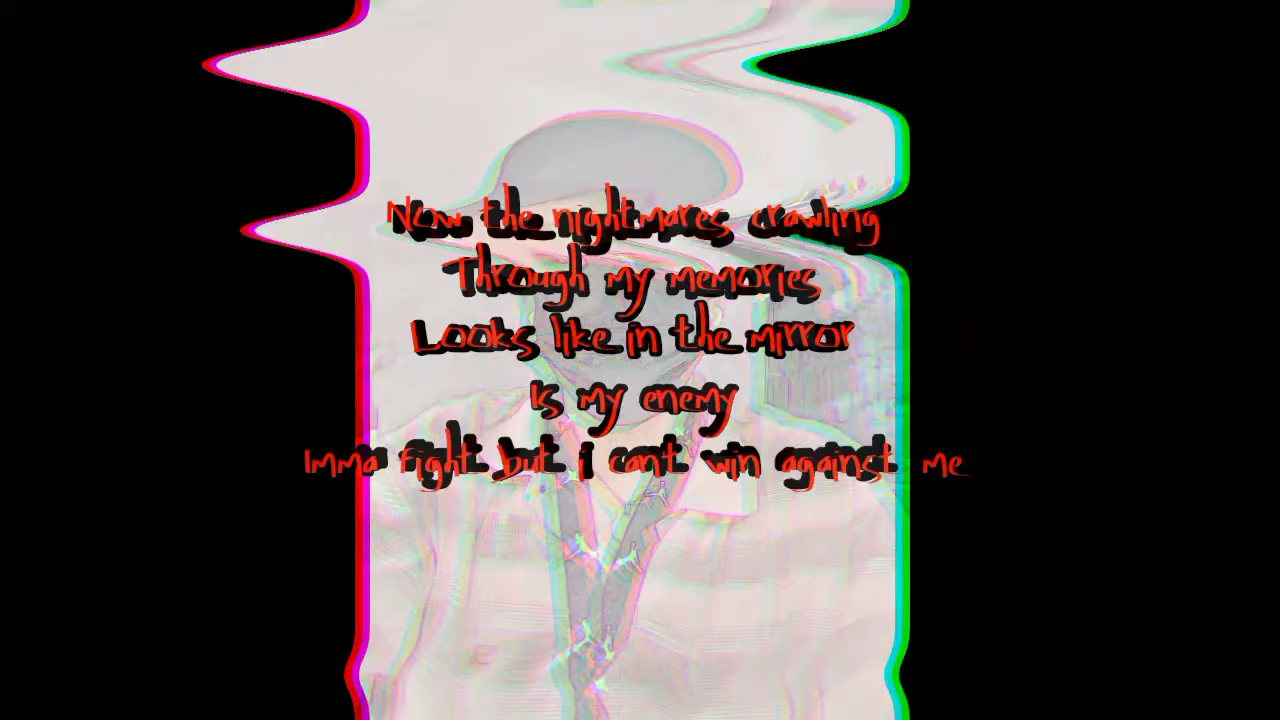 Now the nightmares crawling
Through my memories
Looks like in the mirror
Is my enemy
Imma fight but i cant win against me